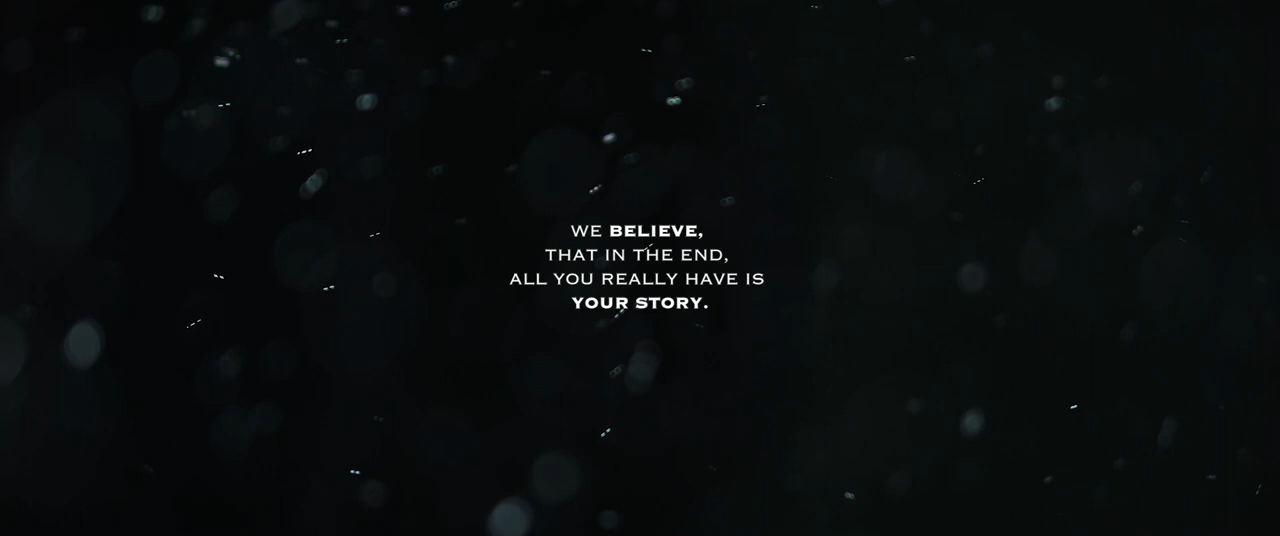 WE BELIEVE,
THAT IN THE END,
ALL YOU REALLY HAVE IS
YOUR STORY.